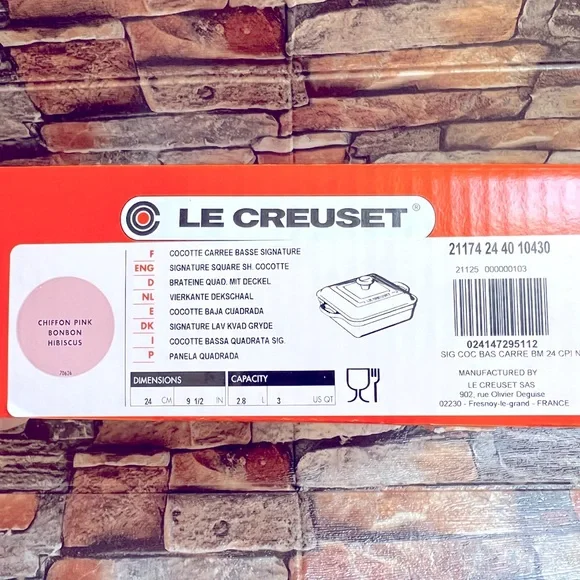 LE CREUSET®
CHIFFON PINK
BONBON
HIBISCUS
F COCOTTE CARREE BASSE SIGNATURE
ENG SIGNATURE SQUARE SH. COCOTTE
D BRATEINE QUAD. MIT DECKEL
NL VIERKANTE DEKSCHAAL
E COCOTTE BAJA CUADRADA
DK SIGNATURE LAV KVAD GRYDE
I COCOTTE BASSA QUADRATA SIG.
P PANELA QUADRADA
DIMENSIONS CAPACITY
24 CM 9 1/2 IN 2.8 L 3 US QT
LE CREUSET
21174 24 40 10430
21125 000000103
024147295112
SIG COC BAS CARRE BM 24 CPI N
MANUFACTURED BY
LE CREUSET SAS
902, rue Olivier Deguise
02230 - Fresnoy-le-grand - FRANCE